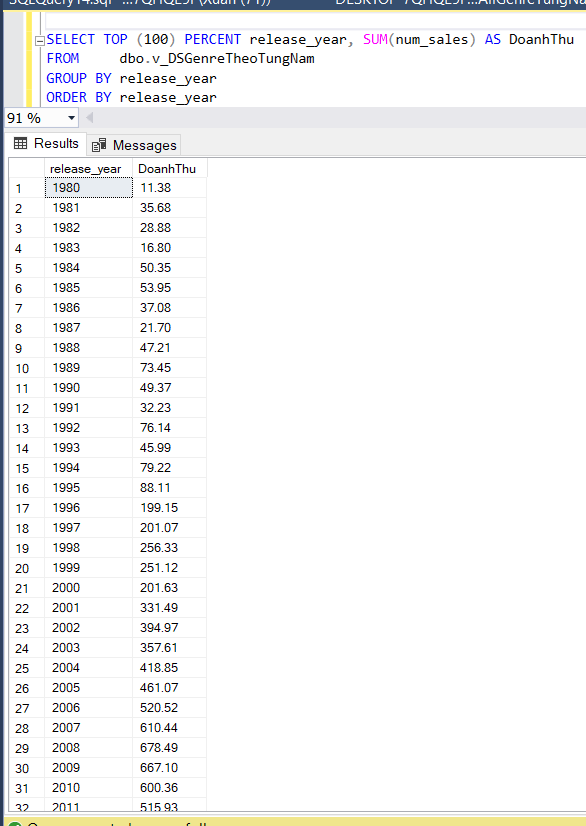 SELECT TOP (100) PERCENT release_year, SUM(num_sales) AS DoanhThu
FROM dbo.v_DSGenreTheoTungNam
GROUP BY release_year
ORDER BY release_year
91 %
Results Messages
release_year DoanhThu
1 1980 11.38
2 1981 35.68
3 1982 28.88
4 1983 16.80
5 1984 50.35
6 1985 53.95
7 1986 37.08
8 1987 21.70
9 1988 47.21
10 1989 73.45
11 1990 49.37
12 1991 32.23
13 1992 76.14
14 1993 45.99
15 1994 79.22
16 1995 88.11
17 1996 199.15
18 1997 201.07
19 1998 256.33
20 1999 251.12
21 2000 201.63
22 2001 331.49
23 2002 394.97
24 2003 357.61
25 2004 418.85
26 2005 461.07
27 2006 520.52
28 2007 610.44
29 2008 678.49
30 2009 667.10
31 2010 600.36
32 2011 515.93